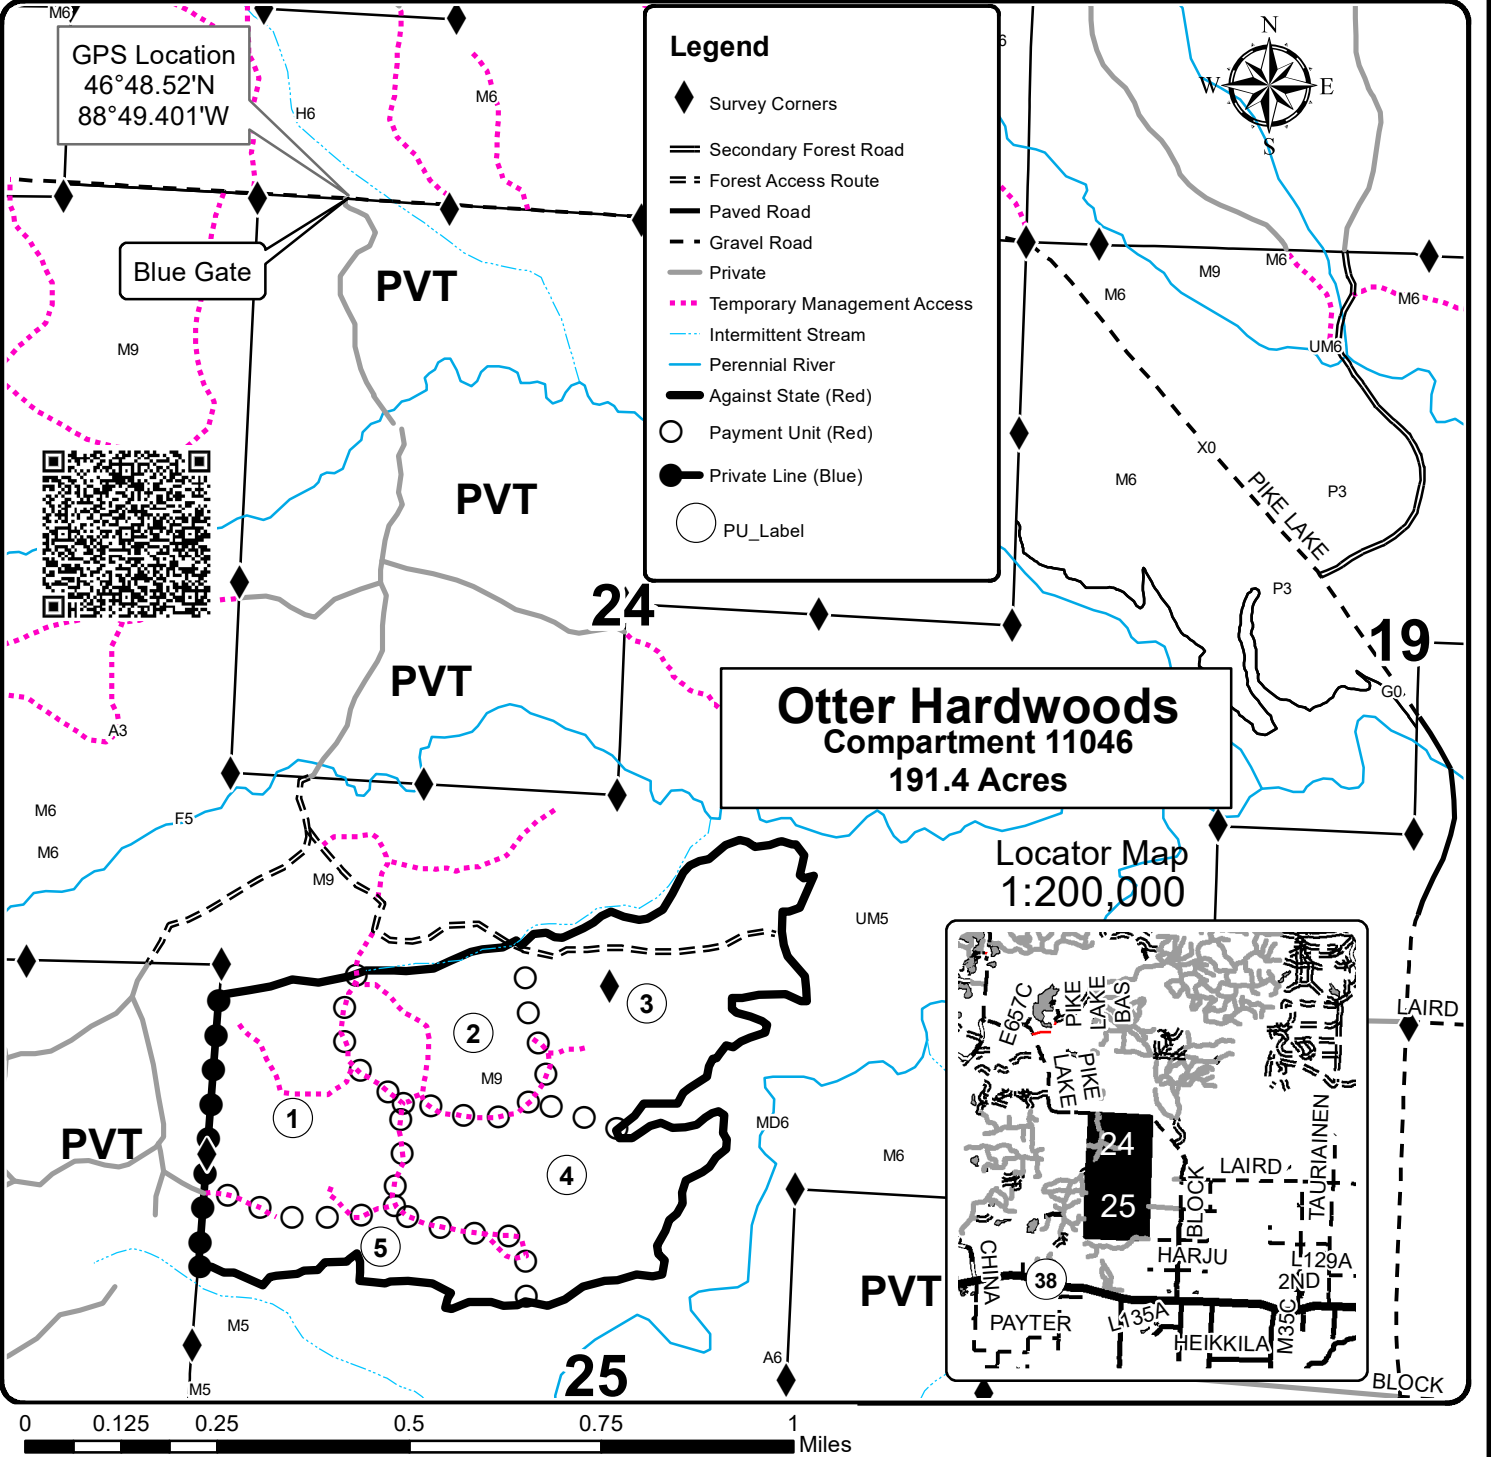 M6
GPS Location
46°48.52'N
88°49.401'W
H6
M6
6
Legend
Survey Corners
Secondary Forest Road
Forest Access Route
Paved Road
Gravel Road
Private
Temporary Management Access
Intermittent Stream
Perennial River
Against State (Red)
Payment Unit (Red)
Private Line (Blue)
PU_Label
N
W
E
S
Blue Gate
PVT
M9
M9
M6
M6
M6
UM6
X0
M6
P3
PIKE LAKE
PVT
P3
24
19
PVT
G0
A3
Otter Hardwoods
Compartment 11046
191.4 Acres
M6
F5
M6
M9
Locator Map
1:200,000
UM5
3
2
M9
1
PVT
4
5
MD6
M6
LAIRD
E657C
PIKE
LAKE
BAS
PIKE
LAKE
24
25
LAIRD
TAURIAINEN
BLOCK
HARJU
L129A
2ND
CHINA
38
PAYTER
L135A
HEIKKILA
M35C
PVT
M5
A6
25
M5
BLOCK
0
0.125
0.25
0.5
0.75
1
Miles